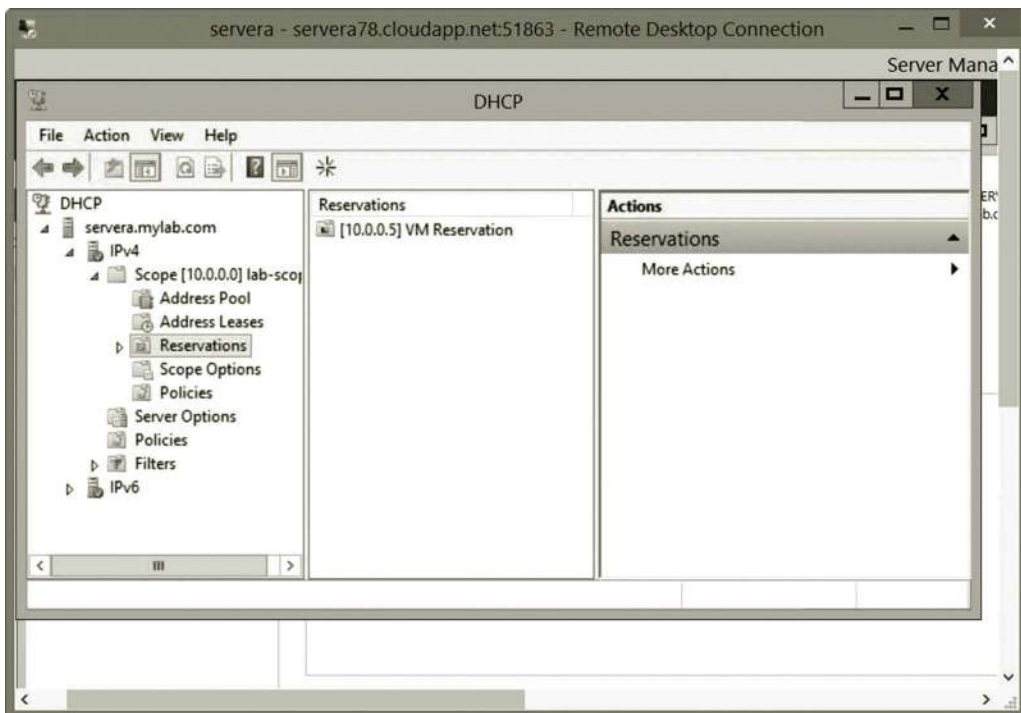 servera - servera78.cloudapp.net:51863 - Remote Desktop Connection
Server Mana
DHCP
File Action View Help
DHCP
servera.mylab.com
IPv4
Scope [10.0.0.0] lab-scop
Address Pool
Address Leases
Reservations
Scope Options
Policies
Server Options
Policies
Filters
IPv6
Reservations
[10.0.0.5] VM Reservation
Actions
Reservations
More Actions